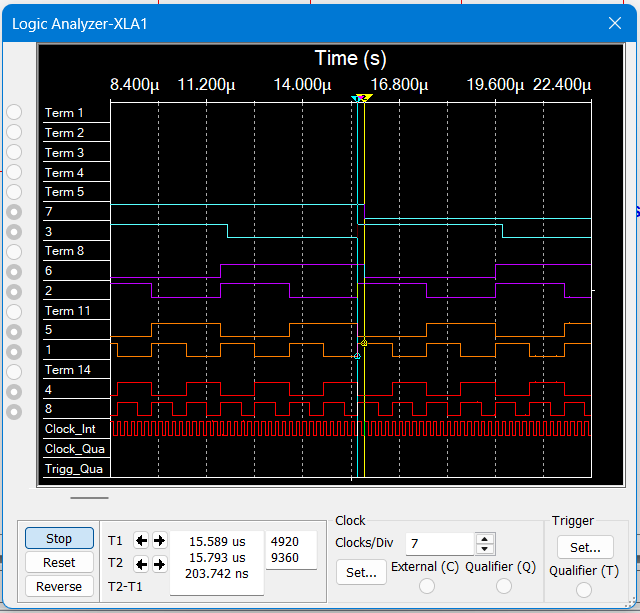 Logic Analyzer-XLA1
Time (s)
8.400µ 11.200µ 14.000µ 16.800µ 19.600µ 22.400µ
Term 1
Term 2
Term 3
Term 4
Term 5
7
3
Term 8
6
2
Term 11
5
1
Term 14
4
8
Clock_Int
Clock_Qua
Trigg_Qua
Stop
Reset
Reverse
T1
T2
T2-T1
15.589 us
15.793 us
203.742 ns
4920
9360
Clock
Clocks/Div 7
Set...
External (C) Qualifier (Q)
Trigger
Set...
Qualifier (T)